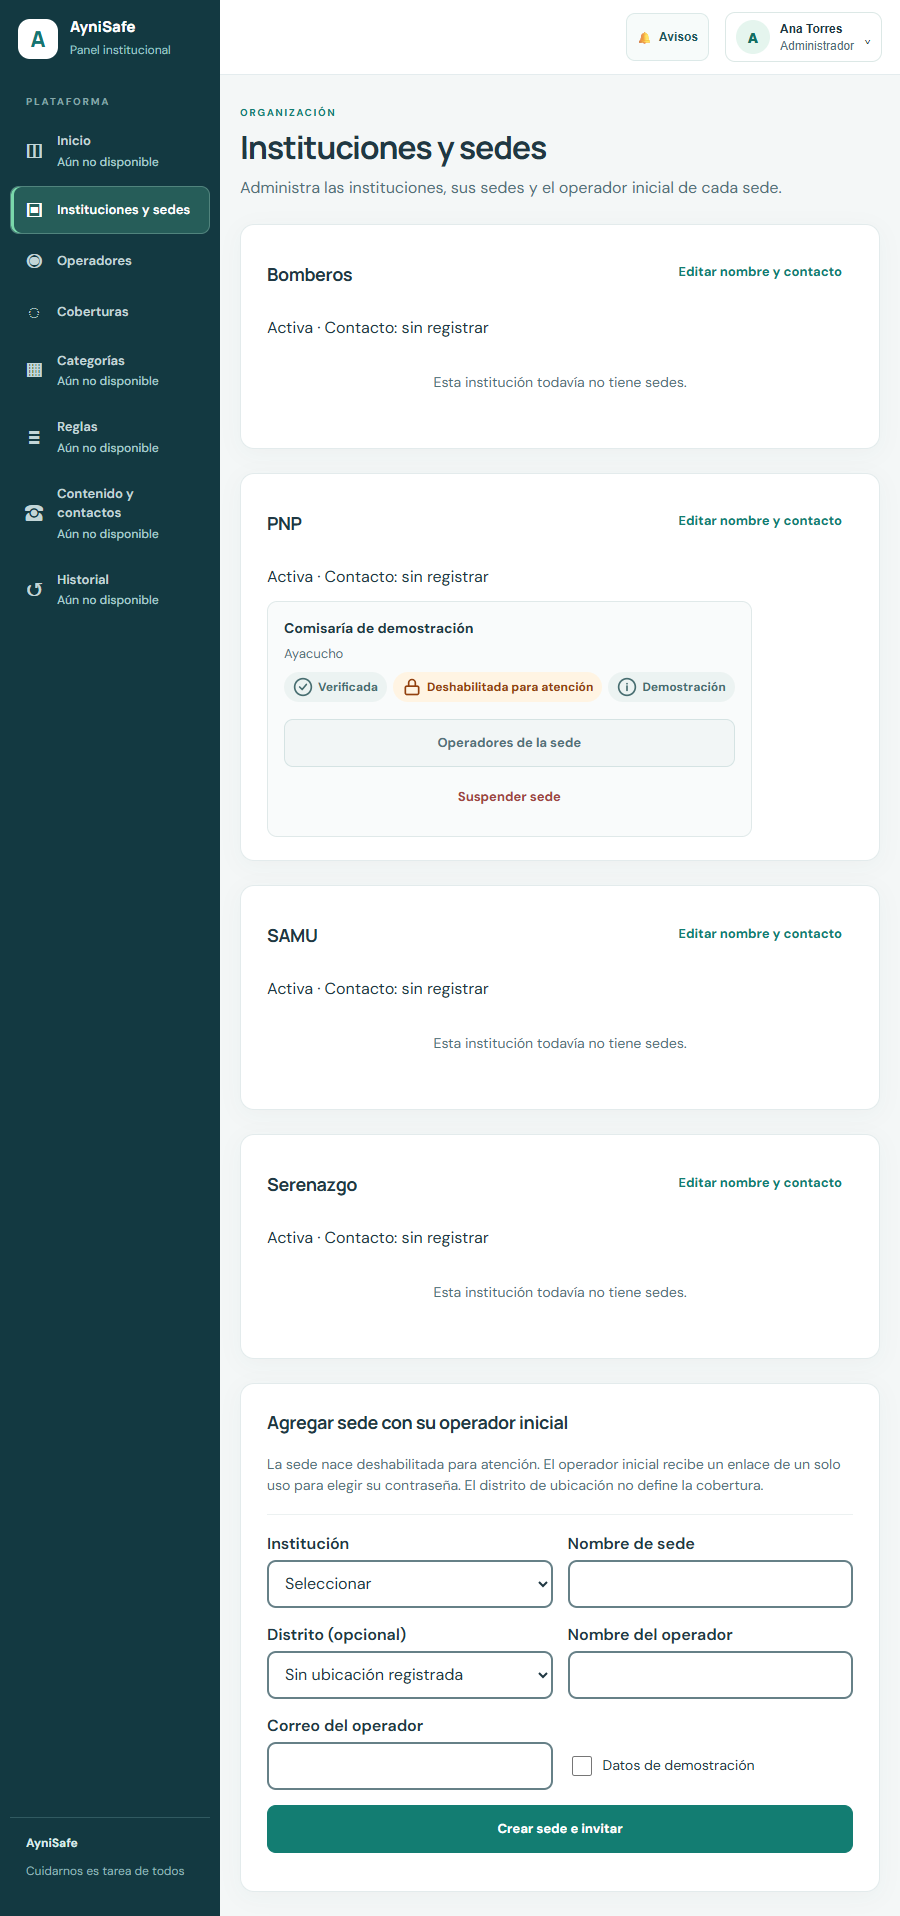 A
AyniSafe
Panel institucional
Avisos
A
Ana Torres
Administrador
PLATAFORMA
Inicio
Aún no disponible
Instituciones y sedes
Operadores
Coberturas
Categorías
Aún no disponible
Reglas
Aún no disponible
Contenido y
contactos
Aún no disponible
Historial
Aún no disponible
AyniSafe
Cuidarnos es tarea de todos
ORGANIZACIÓN
Instituciones y sedes
Administra las instituciones, sus sedes y el operador inicial de cada sede.
Bomberos
Editar nombre y contacto
Activa · Contacto: sin registrar
Esta institución todavía no tiene sedes.
PNP
Editar nombre y contacto
Activa · Contacto: sin registrar
Comisaría de demostración
Ayacucho
Verificada
Deshabilitada para atención
Demostración
Operadores de la sede
Suspender sede
SAMU
Editar nombre y contacto
Activa · Contacto: sin registrar
Esta institución todavía no tiene sedes.
Serenazgo
Editar nombre y contacto
Activa · Contacto: sin registrar
Esta institución todavía no tiene sedes.
Agregar sede con su operador inicial
La sede nace deshabilitada para atención. El operador inicial recibe un enlace de un solo
uso para elegir su contraseña. El distrito de ubicación no define la cobertura.
Institución
Nombre de sede
Seleccionar
Distrito (opcional)
Nombre del operador
Sin ubicación registrada
Correo del operador
Datos de demostración
Crear sede e invitar